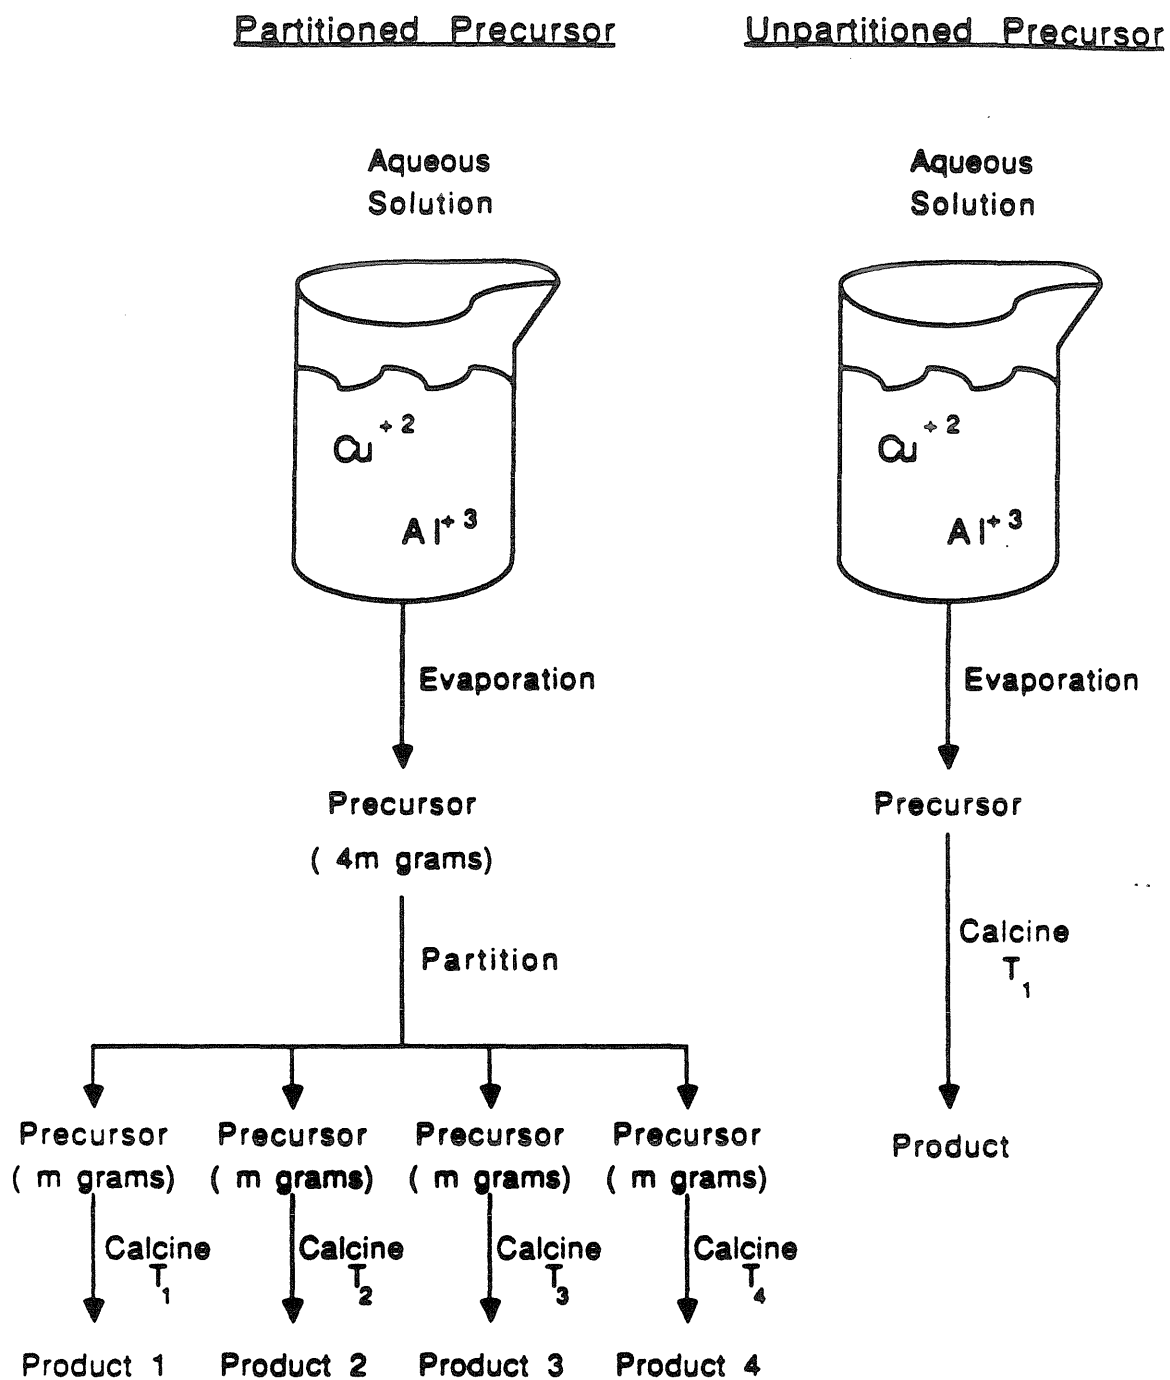 Partitioned Precursor
Unpartitioned Precursor
Aqueous
Solution
Cu+2
Al+3
Evaporation
Precursor
( 4m grams)
Partition
Precursor
( m grams)
Precursor
( m grams)
Precursor
( m grams)
Precursor
( m grams)
Calcine
T1
Calcine
T2
Calcine
T3
Calcine
T4
Product 1
Product 2
Product 3
Product 4
Aqueous
Solution
Cu+2
Al+3
Evaporation
Precursor
Calcine
T1
Product